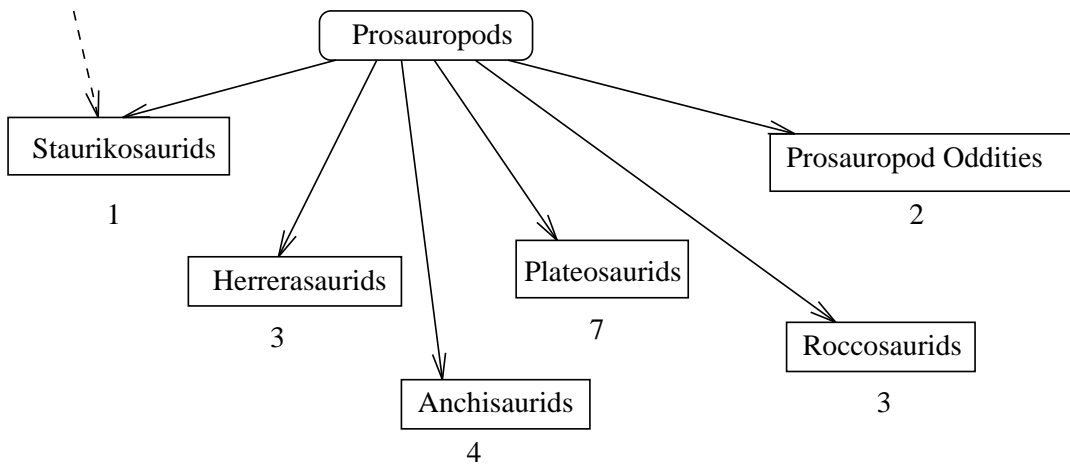 Prosauropods
Staurikosaurids
Prosauropod Oddities
1
2
Herrerasaurids
Plateosaurids
3
7
Roccosaurids
Anchisaurids
3
4